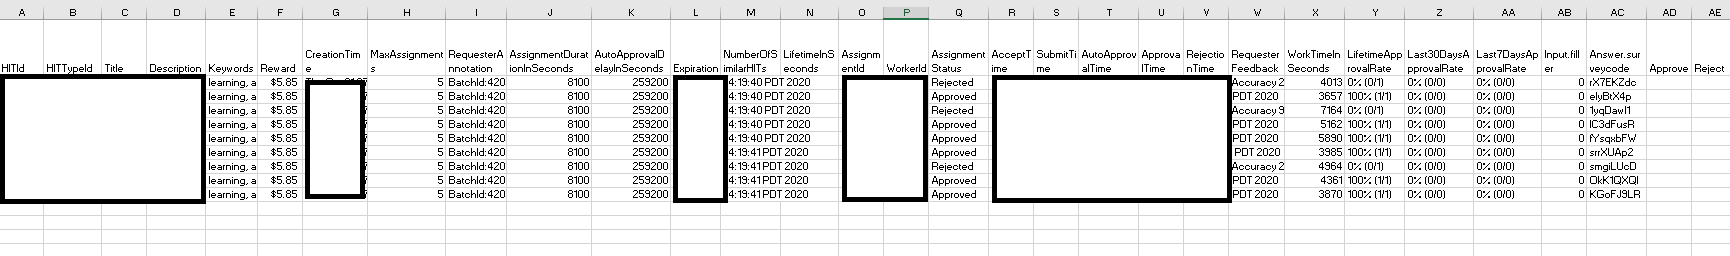 A B C D E F G H I J K L M N O P Q R S T U V W X Y Z AA AB AC AD AE
HITId HITTypeId Title Description Keywords Reward CreationTime MaxAssignments RequesterAnnotation AssignmentDurationInSeconds AutoApprovalDelayInSeconds Expiration NumberOfSimilarHITs LifetimeInSeconds AssignmentId WorkerId AssignmentStatus AcceptTime SubmitTime AutoApprovalTime ApprovalTime RejectionTime RequesterFeedback WorkTimeInSeconds LifetimeApprovalRate Last30DaysApprovalRate Last7DaysApprovalRate Input.filler Answer.surveycode Approve Reject
learning, a $5.85 5 BatchId:420 8100 259200 4:19:40 PDT 2020 Rejected Accuracy 2 4013 0% (0/1) 0% (0/0) 0% (0/0) 0 rX7EKZdc
learning, a $5.85 5 BatchId:420 8100 259200 4:19:40 PDT 2020 Approved PDT 2020 3657 100% (1/1) 0% (0/0) 0% (0/0) 0 elyBtX4p
learning, a $5.85 5 BatchId:420 8100 259200 4:19:40 PDT 2020 Rejected Accuracy 9 7164 0% (0/1) 0% (0/0) 0% (0/0) 0
learning, a $5.85 5 BatchId:420 8100 259200 4:19:40 PDT 2020 Approved PDT 2020 5162 100% (1/1) 0% (0/0) 0% (0/0) 0
learning, a $5.85 5 BatchId:420 8100 259200 4:19:40 PDT 2020 Approved PDT 2020 5890 100% (1/1) 0% (0/0) 0% (0/0) 0 fYsqxbFW
learning, a $5.85 5 BatchId:420 8100 259200 4:19:41 PDT 2020 Approved PDT 2020 3985 100% (1/1) 0% (0/0) 0% (0/0) 0 srrXUAp2
learning, a $5.85 5 BatchId:420 8100 259200 4:19:41 PDT 2020 Rejected Accuracy 2 4964 0% (0/1) 0% (0/0) 0% (0/0) 0 smgiLUcD
learning, a $5.85 5 BatchId:420 8100 259200 4:19:41 PDT 2020 Approved PDT 2020 4361 100% (1/1) 0% (0/0) 0% (0/0) 0
learning, a $5.85 5 BatchId:420 8100 259200 4:19:41 PDT 2020 Approved PDT 2020 3870 100% (1/1) 0% (0/0) 0% (0/0) 0 KGoFJ9LR